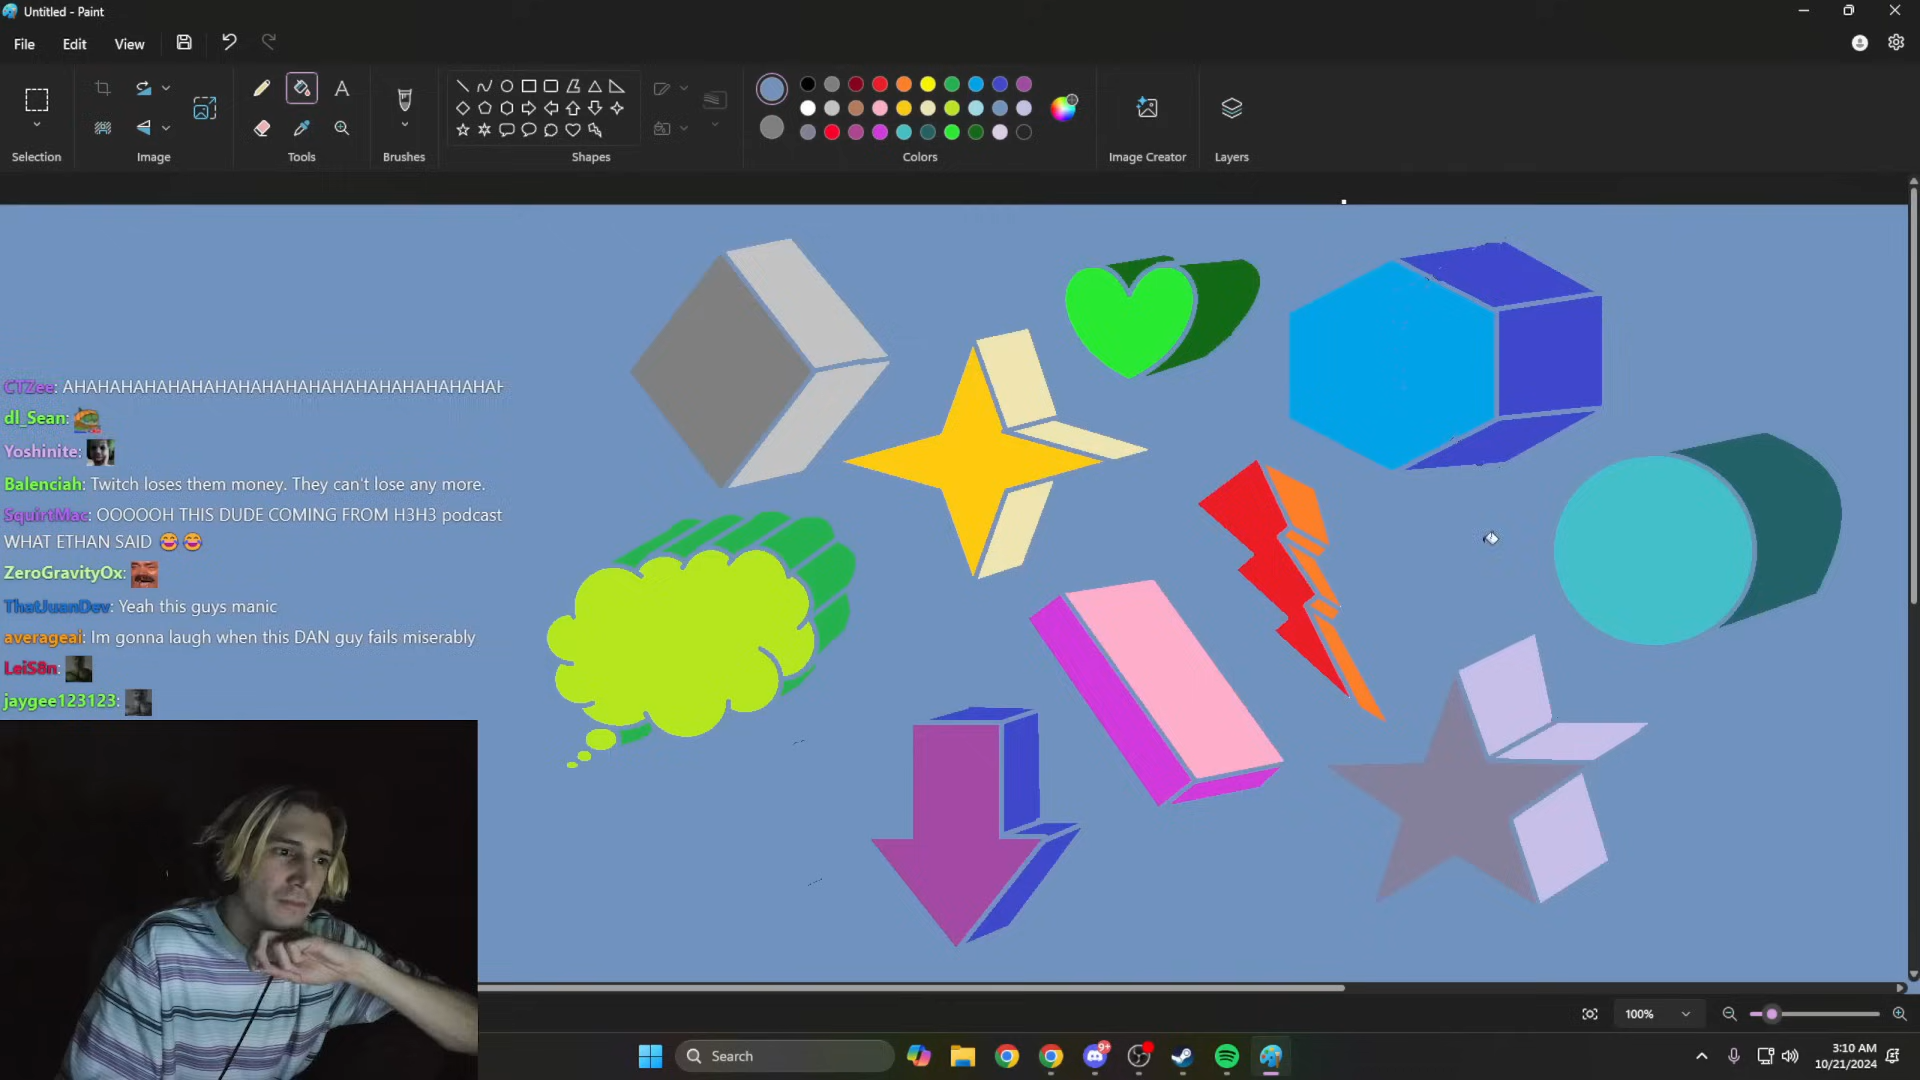 Untitled - Paint
File Edit View
Selection Image Tools Brushes Shapes Colors Image Creator Layers
CTZee: AHAHAHAHAHAHAHAHAHAHAHAHAHAHAHAHAHAH
dl_Sean:
Yoshinite:
Balenciah: Twitch loses them money. They can't lose any more.
SquirtMac: OOOOOH THIS DUDE COMING FROM H3H3 podcast
WHAT ETHAN SAID 😂 😂
ZeroGravityOx:
ThatJuanDev: Yeah this guys manic
averageai: Im gonna laugh when this DAN guy fails miserably
LeiS8n:
jaygee123123:
100%
Search
9+
3:10 AM
10/21/2024